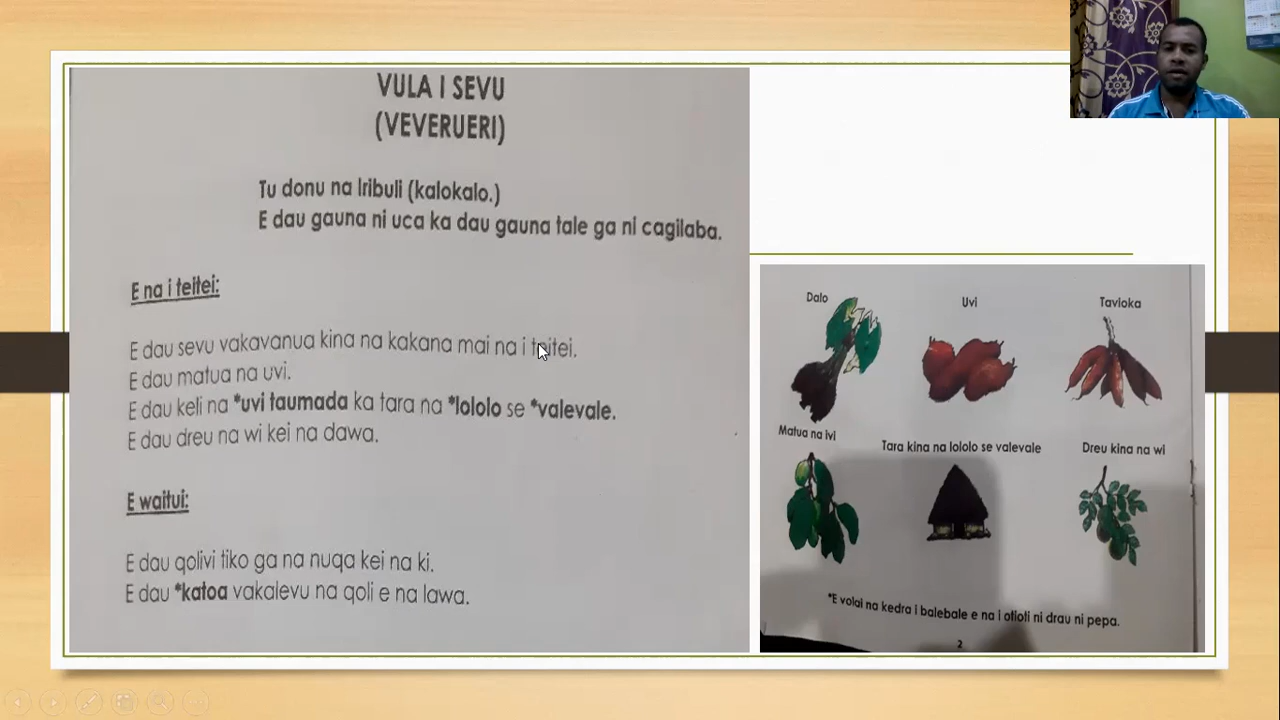 VULA I SEVU
(VEVERUERI)
Tu donu na Iribuli (kalokalo.)
E dau gauna ni uca ka dau gauna tale ga ni cagilaba.
E na i teitei:
E dau sevu vakavanua kina na kakana mai na i teitei.
E dau matua na uvi.
E dau keli na *uvi taumada ka tara na *lololo se *valevale.
E dau dreu na wi kei na dawa.
E waitui:
E dau qolivi tiko ga na nuqa kei na ki.
E dau *katoa vakalevu na qoli e na lawa.
Dalo
Uvi
Tavioka
Matua na ivi
Tara kina na lololo se valevale
Dreu kina na wi
*E volai na kedra i balebale e na i otioti ni drau ni pepa.
2